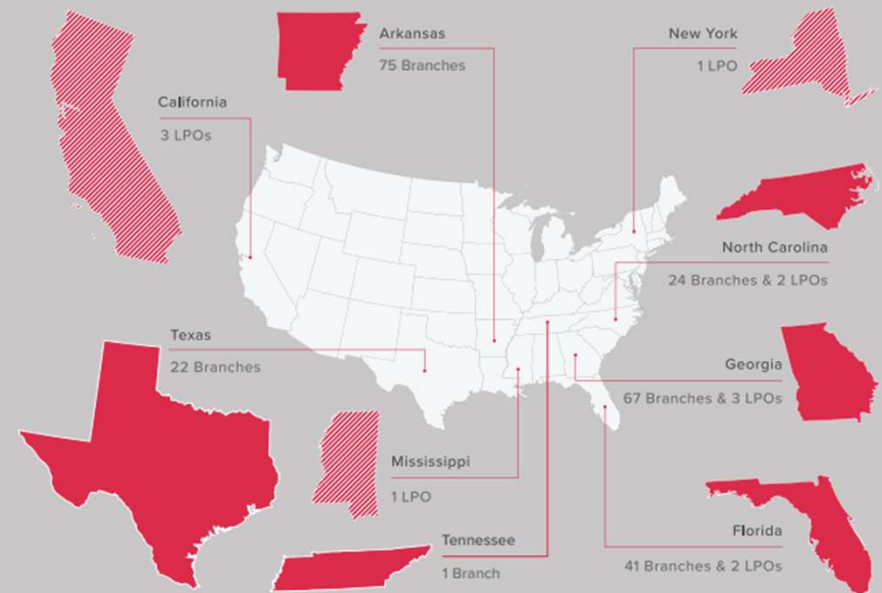 Arkansas
75 Branches
New York
1 LPO
California
3 LPOs
North Carolina
24 Branches & 2 LPOs
Texas
22 Branches
Georgia
67 Branches & 3 LPOs
Mississippi
1 LPO
Florida
41 Branches & 2 LPOs
Tennessee
1 Branch